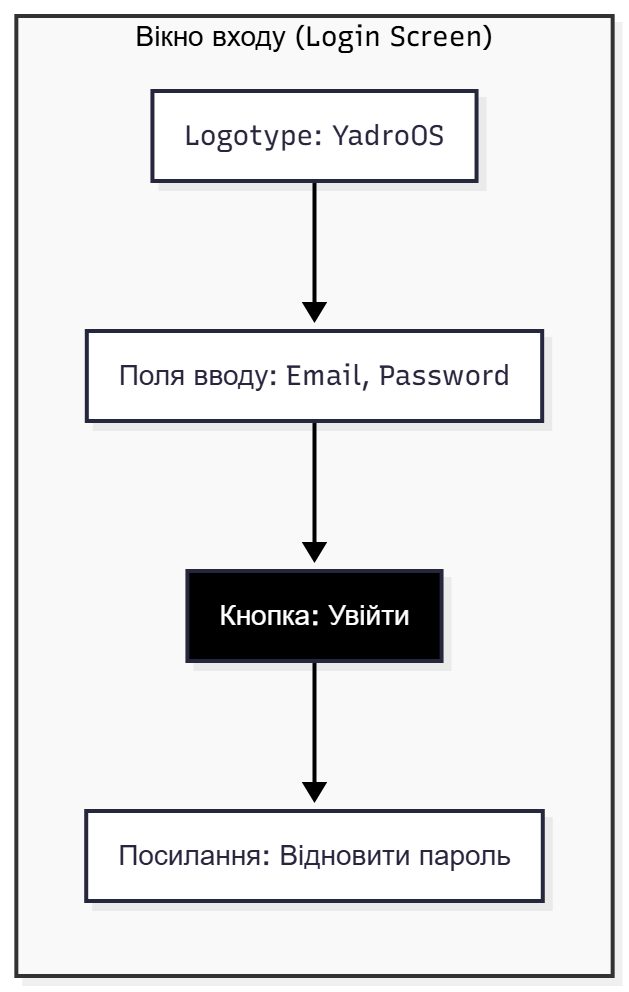 Вікно входу (Login Screen)
Logotype: YadroOS
Поля вводу: Email, Password
Кнопка: Увійти
Посилання: Відновити пароль